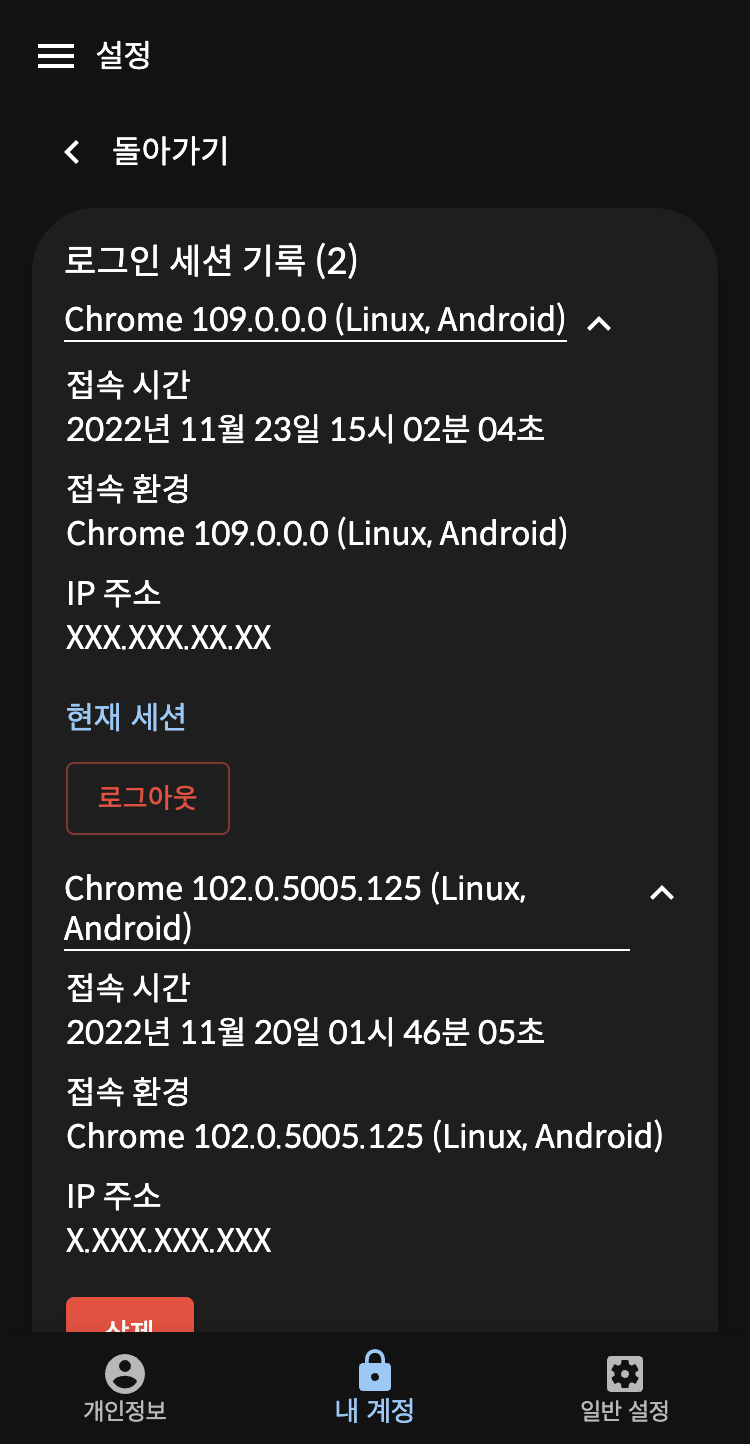 설정
돌아가기
로그인 세션 기록 (2)
Chrome 109.0.0.0 (Linux, Android)
접속 시간
2022년 11월 23일 15시 02분 04초
접속 환경
Chrome 109.0.0.0 (Linux, Android)
IP 주소
XXX.XXX.XX.XX
현재 세션
로그아웃
Chrome 102.0.5005.125 (Linux,
Android)
접속 시간
2022년 11월 20일 01시 46분 05초
접속 환경
Chrome 102.0.5005.125 (Linux, Android)
IP 주소
X.XXX.XXX.XXX
삭제
개인정보
내 계정
일반 설정